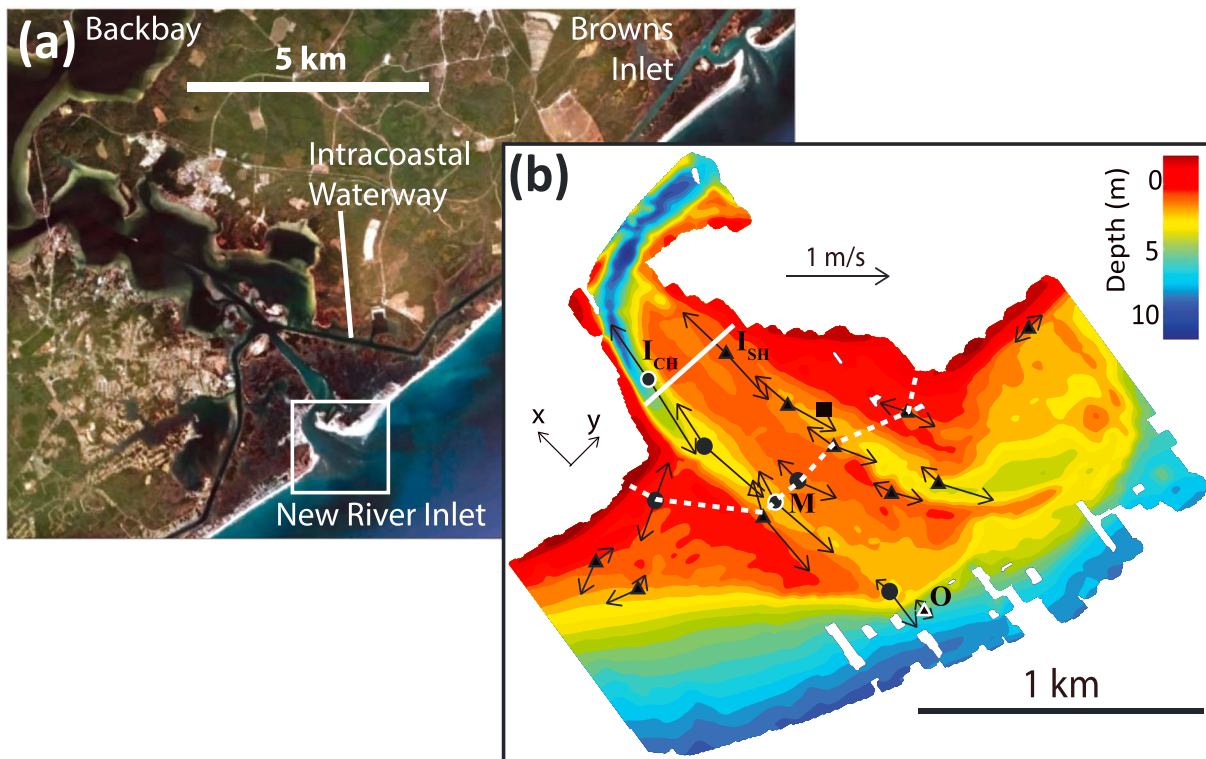 (a)
Backbay
5 km
Browns
Inlet
Intracoastal
Waterway
New River Inlet
(b)
1 m/s
Depth (m)
0
5
10
I_CH
I_SH
x
y
M
O
1 km